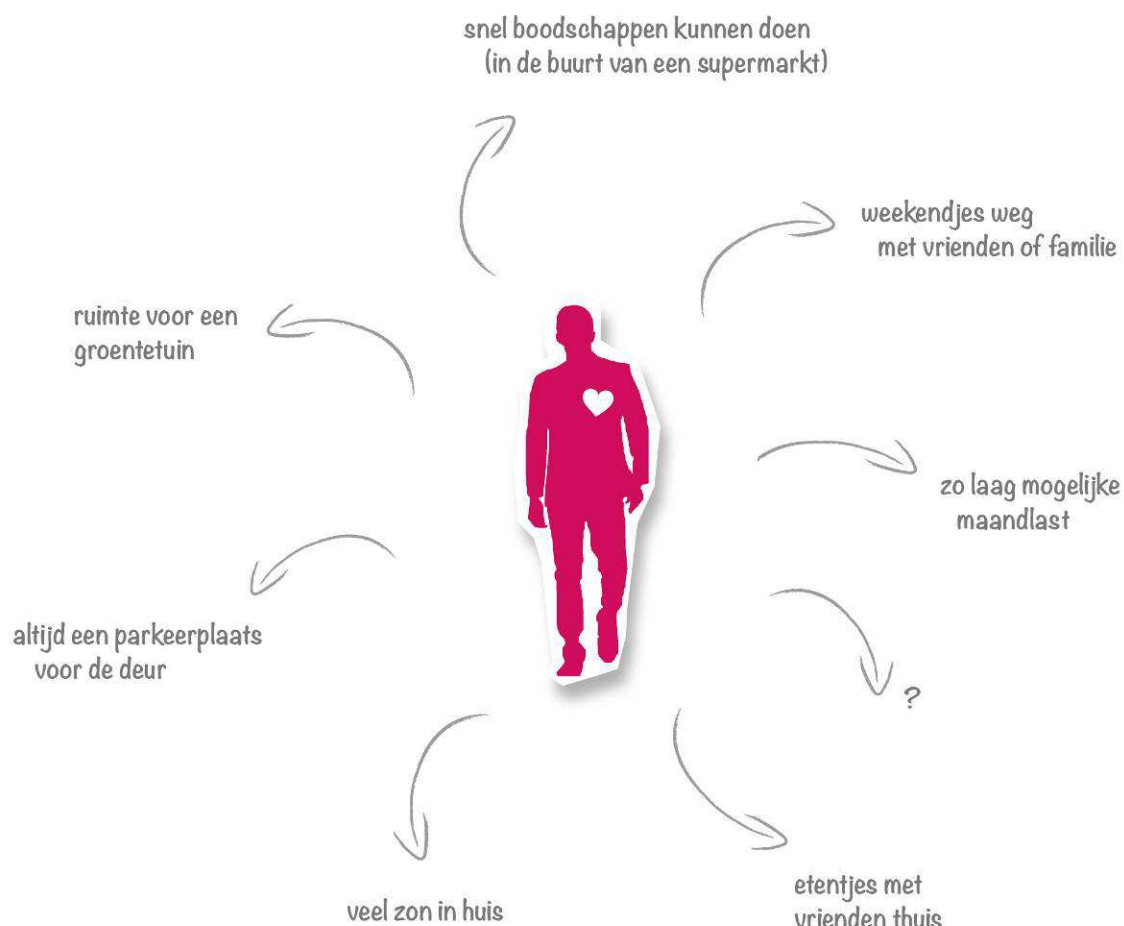 snel boodschappen kunnen doen
(in de buurt van een supermarkt)
weekendjes weg
met vrienden of familie
ruimte voor een
groentetuin
zo laag mogelijke
maandlast
altijd een parkeerplaats
voor de deur
?
veel zon in huis
etentjes met
vrienden thuis